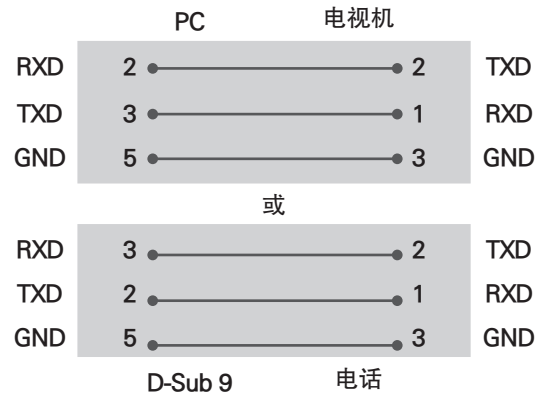 PC 电视机
RXD 2 2 TXD
TXD 3 1 RXD
GND 5 3 GND
或
RXD 3 2 TXD
TXD 2 1 RXD
GND 5 3 GND
D-Sub 9 电话